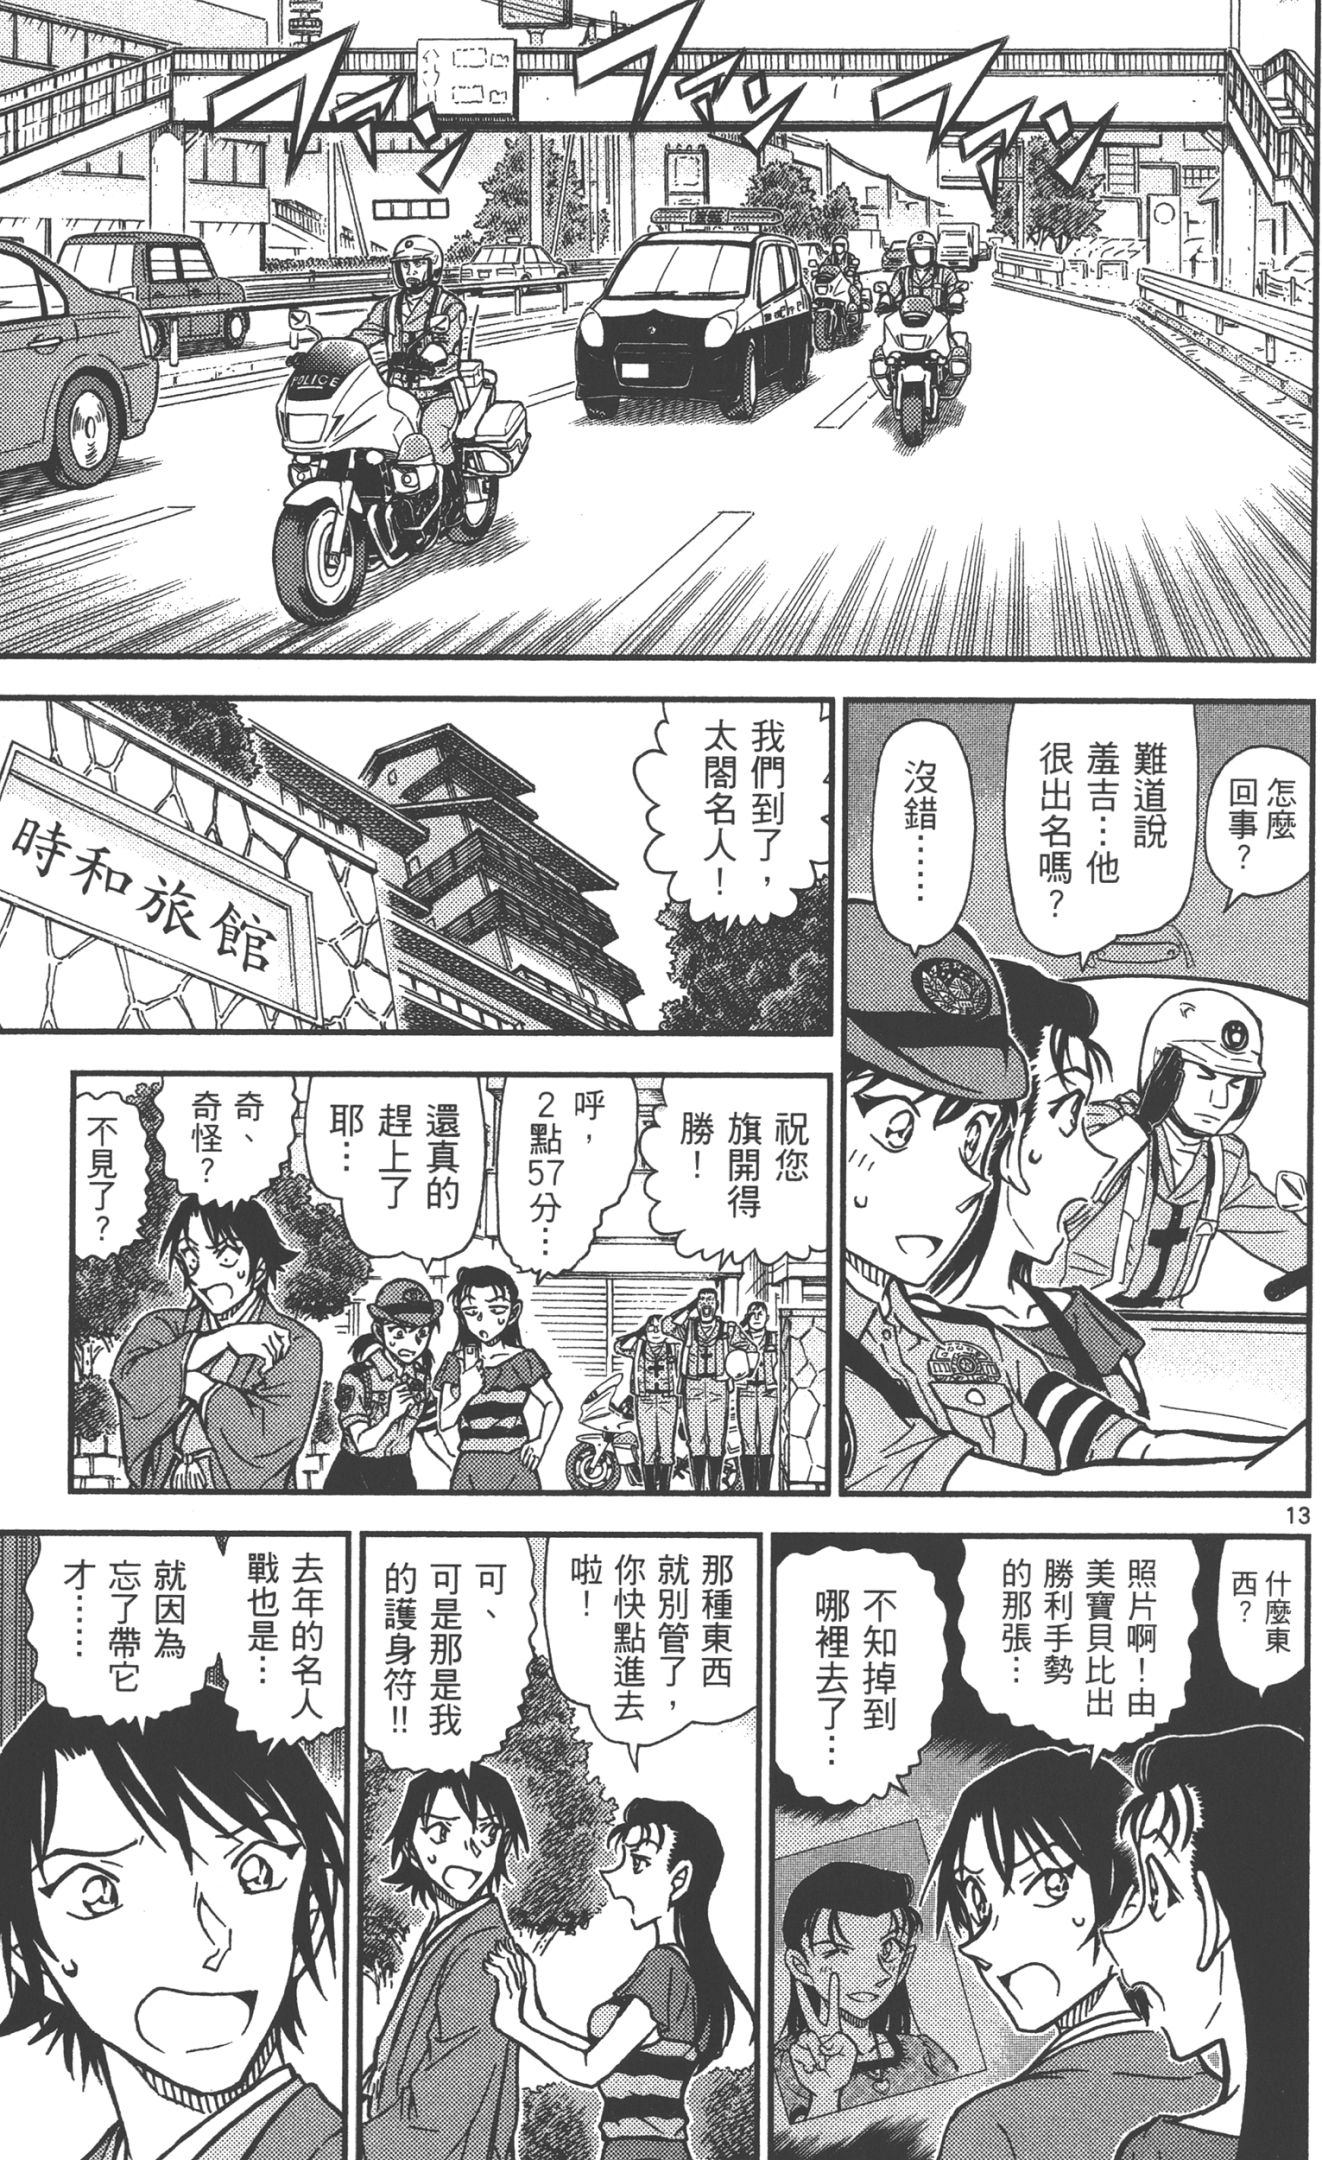 ファンッ
ファンッ
ファンッ
POLICE
怎麼
回事？
難道說
羞吉…他
很出名嗎？
沒錯……
我們到了，
太閤名人！
時和旅館
祝您
旗開得
勝！
呼，
2點57分…
還真的
趕上了
耶…
奇、
奇怪？
不見了？
13
什麼東
西？
照片啊！由
美寶貝比出
勝利手勢
的那張…
不知掉到
哪裡去了…
那種東西
就別管了，
你快點進去
啦！
可、
可是那是我
的護身符!!
去年的名人
戰也是…
就因為
忘了帶它
才……